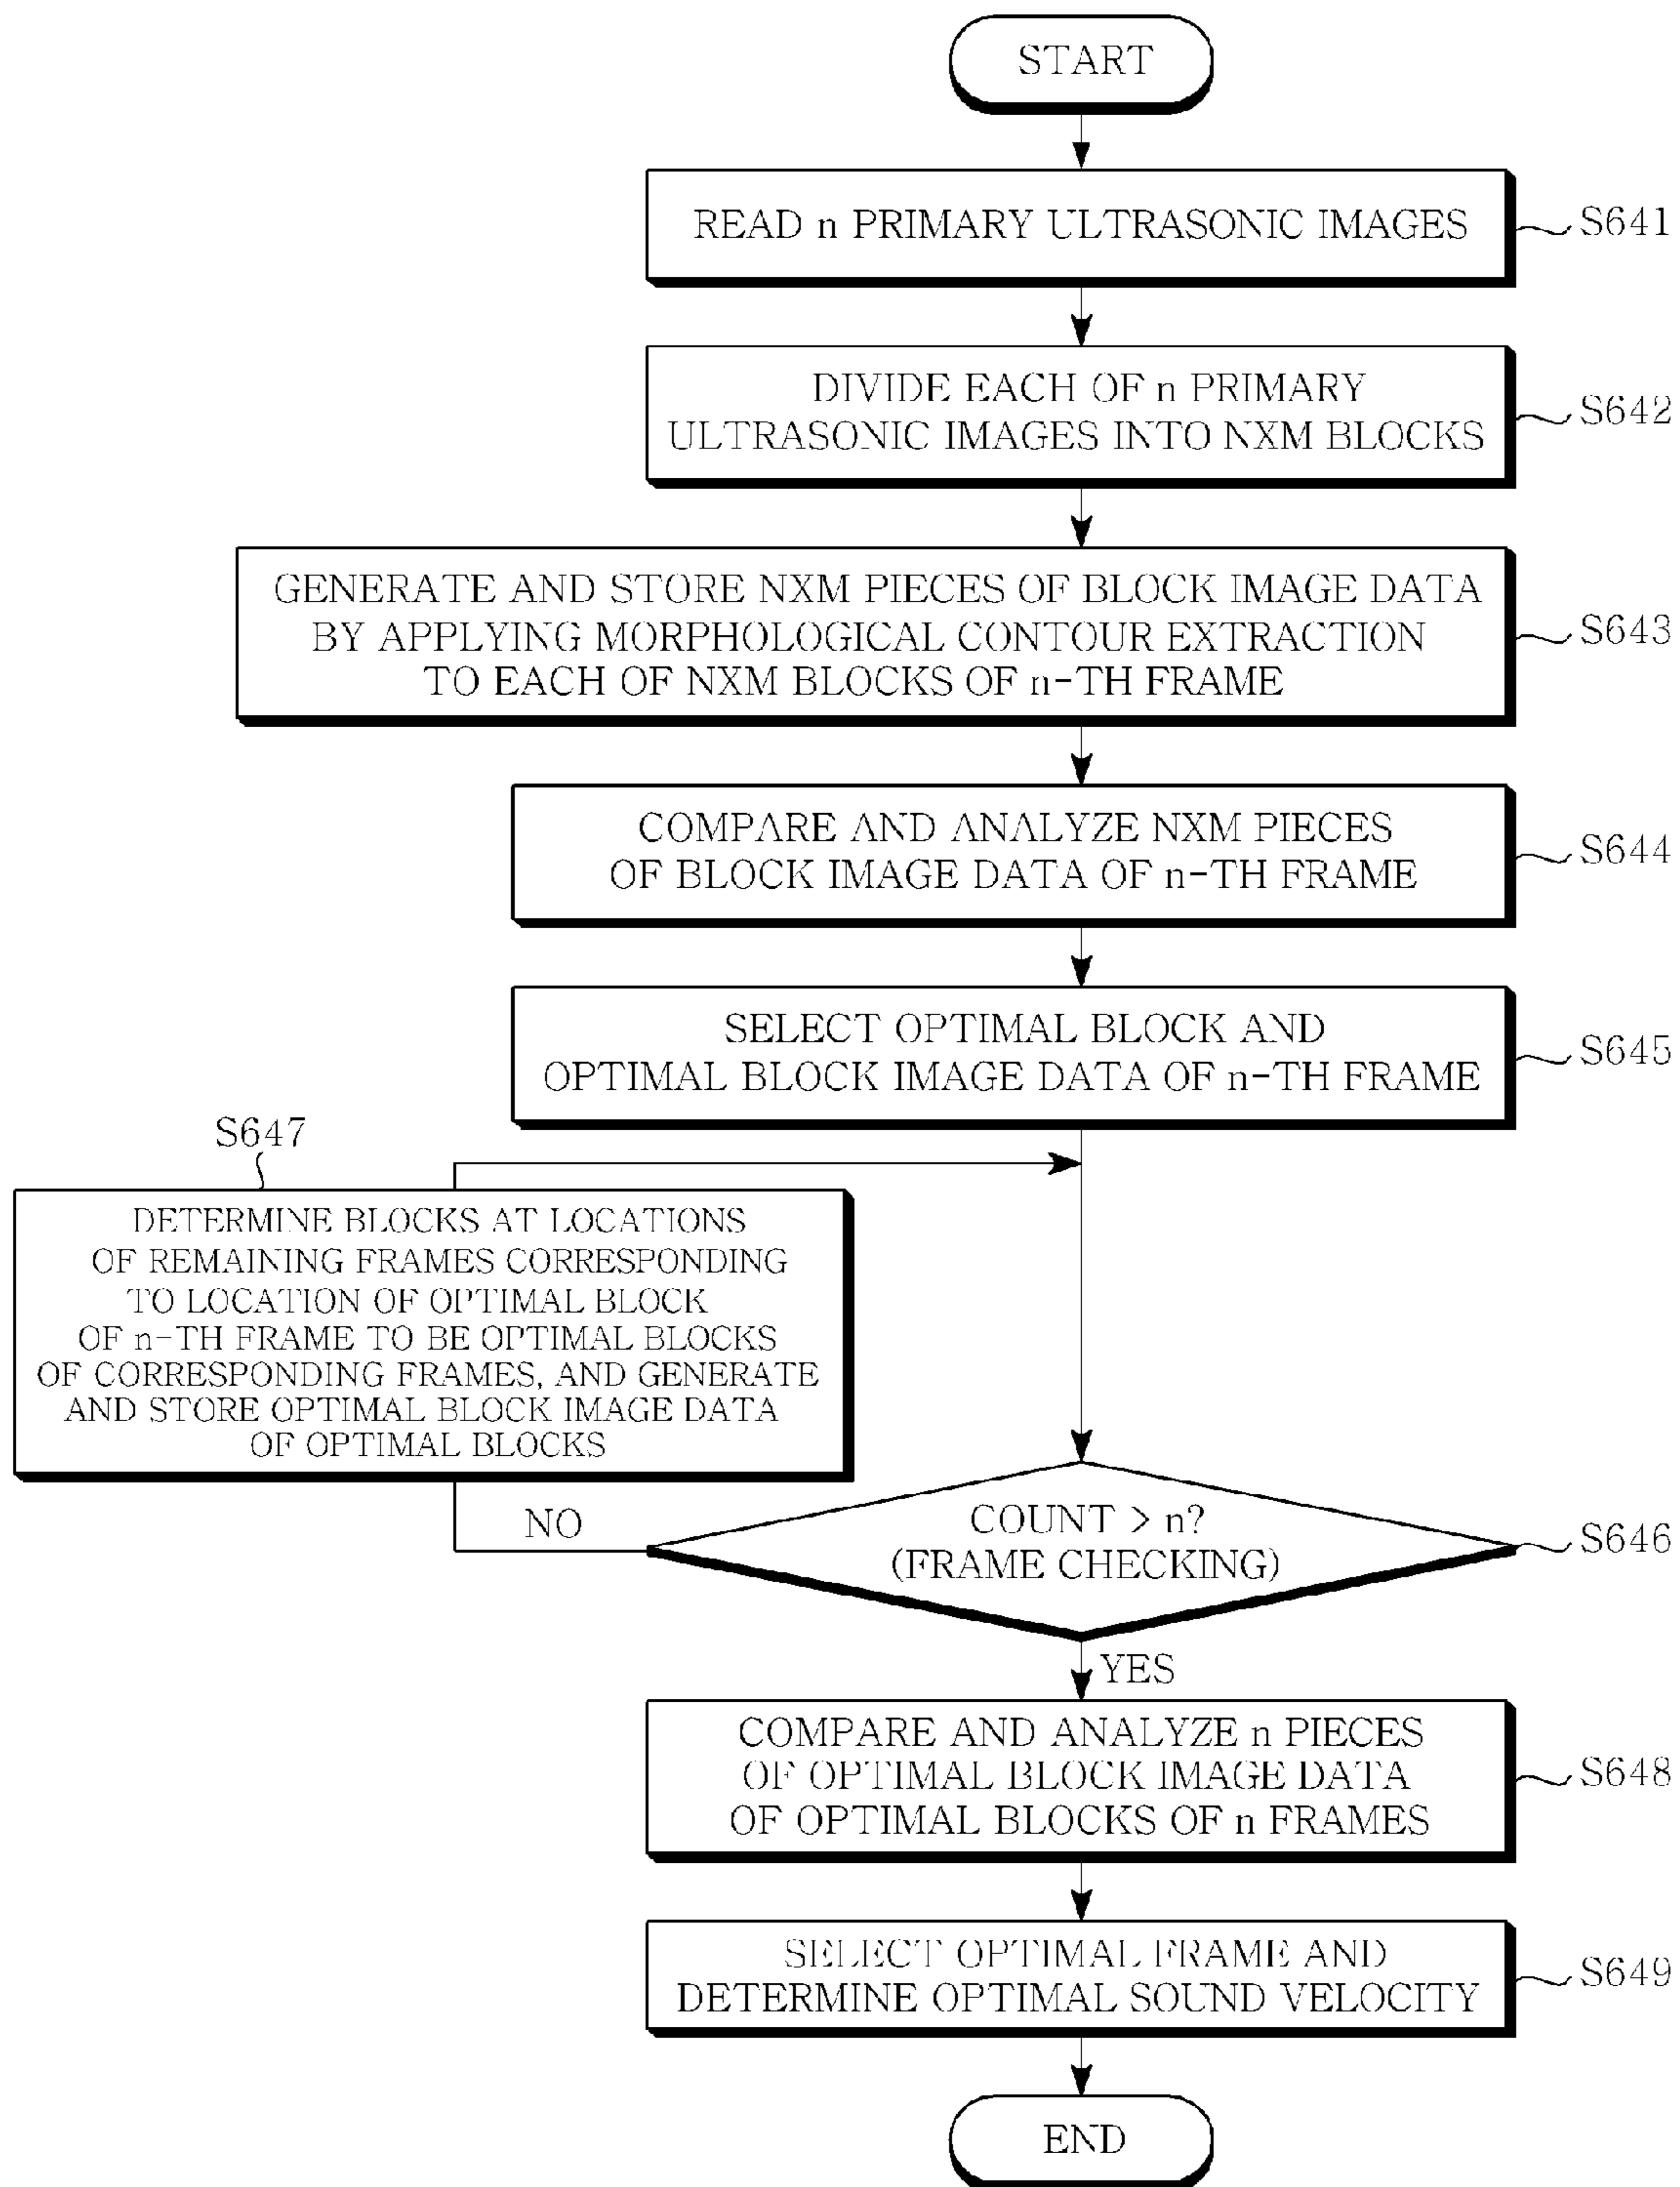 START
READ n PRIMARY ULTRASONIC IMAGES
S641
DIVIDE EACH OF n PRIMARY
ULTRASONIC IMAGES INTO NXM BLOCKS
S642
GENERATE AND STORE NXM PIECES OF BLOCK IMAGE DATA
BY APPLYING MORPHOLOGICAL CONTOUR EXTRACTION
TO EACH OF NXM BLOCKS OF n-TH FRAME
S643
COMPARE AND ANALYZE NXM PIECES
OF BLOCK IMAGE DATA OF n-TH FRAME
S644
SELECT OPTIMAL BLOCK AND
OPTIMAL BLOCK IMAGE DATA OF n-TH FRAME
S645
S647
DETERMINE BLOCKS AT LOCATIONS
OF REMAINING FRAMES CORRESPONDING
TO LOCATION OF OPTIMAL BLOCK
OF n-TH FRAME TO BE OPTIMAL BLOCKS
OF CORRESPONDING FRAMES, AND GENERATE
AND STORE OPTIMAL BLOCK IMAGE DATA
OF OPTIMAL BLOCKS
NO
COUNT > n?
(FRAME CHECKING)
S646
YES
COMPARE AND ANALYZE n PIECES
OF OPTIMAL BLOCK IMAGE DATA
OF OPTIMAL BLOCKS OF n FRAMES
S648
SELECT OPTIMAL FRAME AND
DETERMINE OPTIMAL SOUND VELOCITY
S649
END